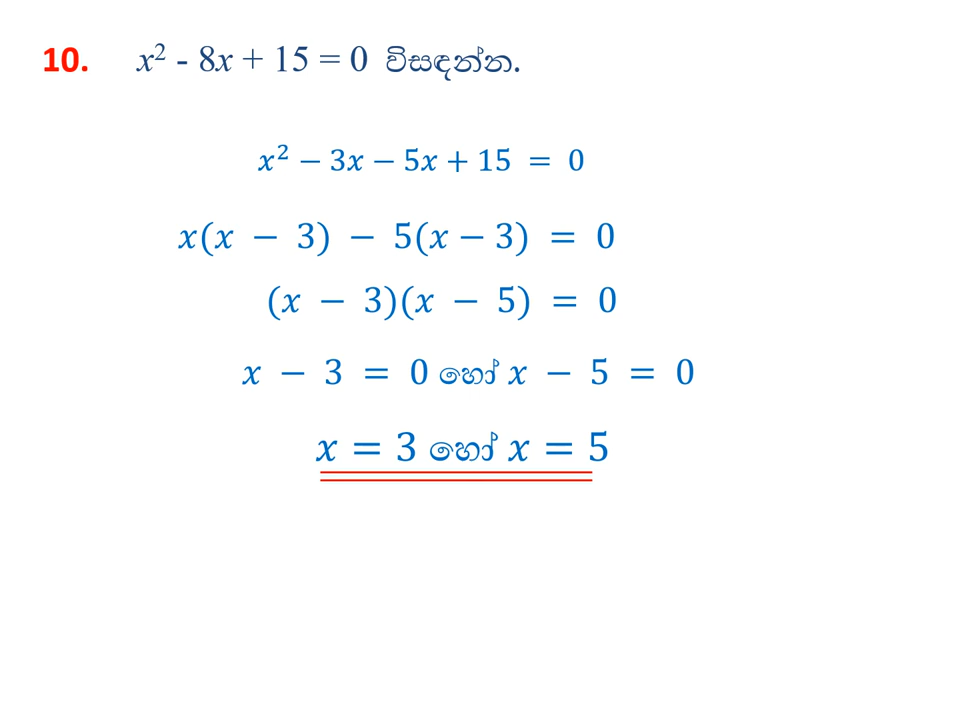 10. x² - 8x + 15 = 0 විසඳන්න.
x² − 3x − 5x + 15 = 0
x(x − 3) − 5(x − 3) = 0
(x − 3)(x − 5) = 0
x − 3 = 0 හෝ x − 5 = 0
x = 3 හෝ x = 5